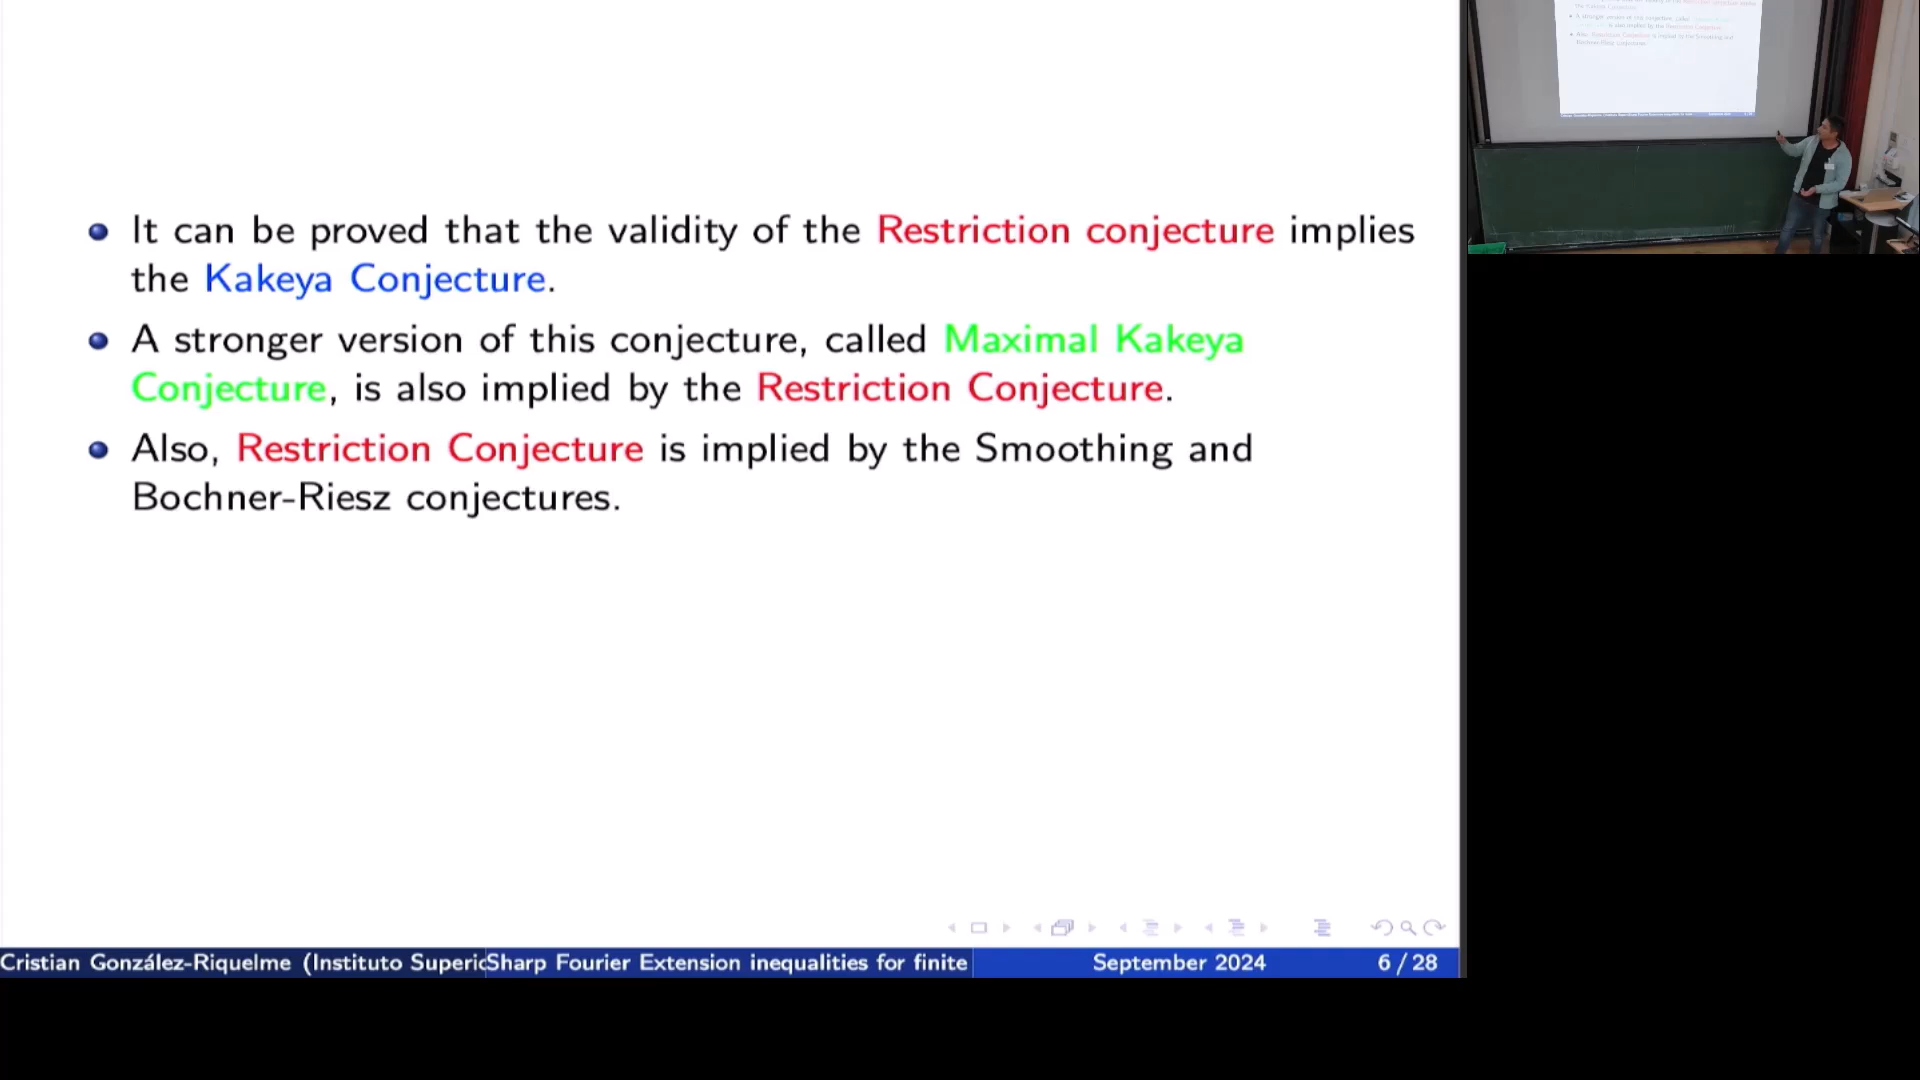 It can be proved that the validity of the Restriction conjecture implies
the Kakeya Conjecture.
A stronger version of this conjecture, called Maximal Kakeya
Conjecture, is also implied by the Restriction Conjecture.
Also, Restriction Conjecture is implied by the Smoothing and
Bochner-Riesz conjectures.
Cristian González-Riquelme (Instituto Superic
Sharp Fourier Extension inequalities for finite
September 2024
6 / 28